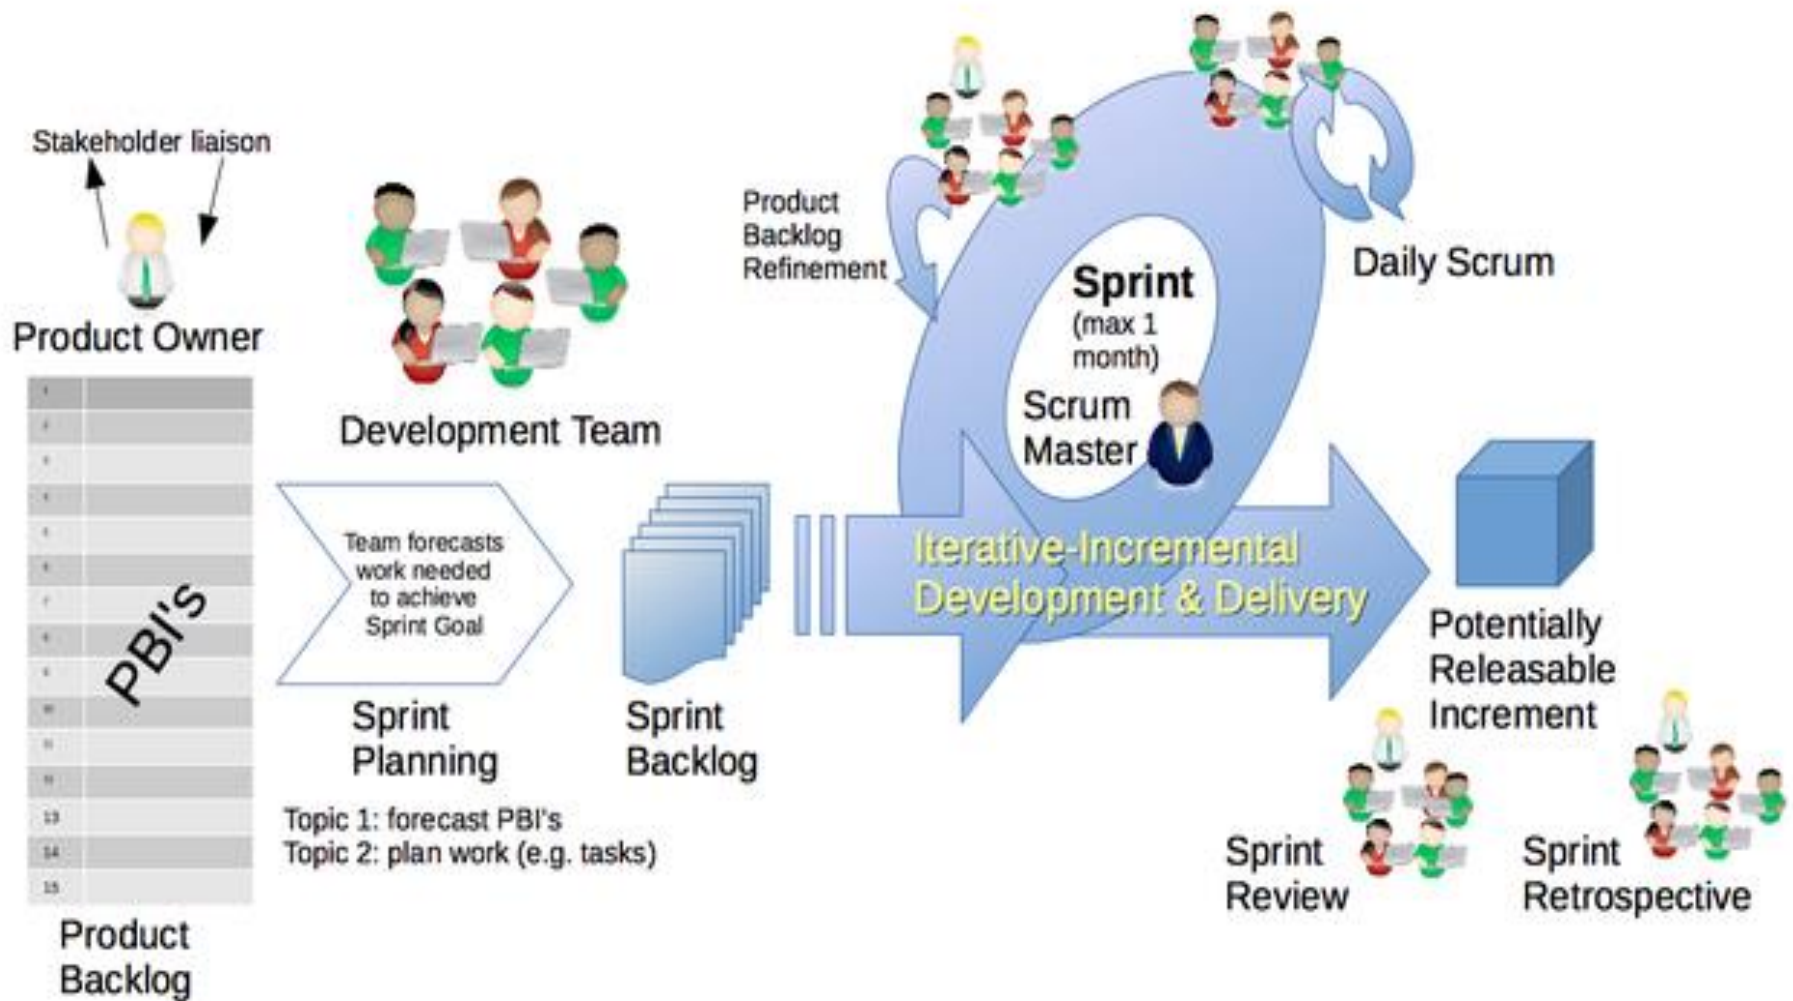 Stakeholder liaison
Product Owner
PBI's
13
14
15
Product
Backlog
Development Team
Team forecasts
work needed
to achieve
Sprint Goal
Sprint
Planning
Topic 1: forecast PBI's
Topic 2: plan work (e.g. tasks)
Sprint
Backlog
Product
Backlog
Refinement
Daily Scrum
Sprint
(max 1
month)
Scrum
Master
Iterative-Incremental
Development & Delivery
Potentially
Releasable
Increment
Sprint
Review
Sprint
Retrospective